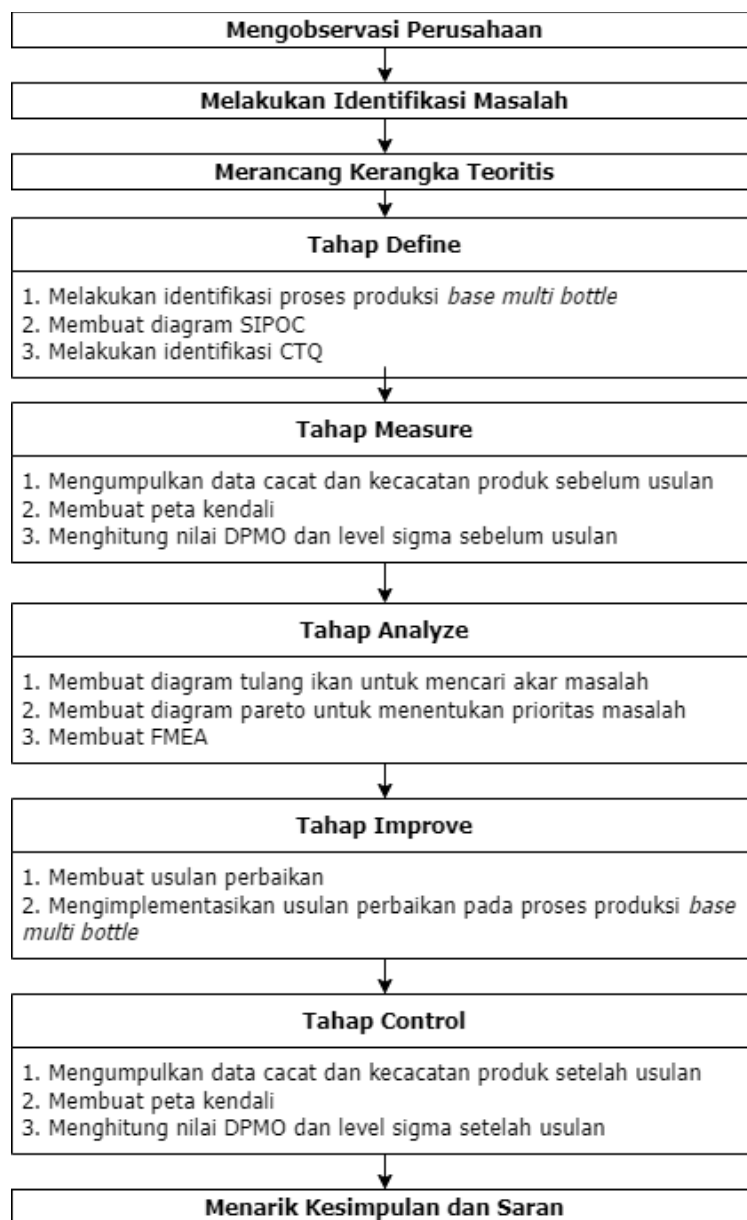 Mengobservasi Perusahaan
Melakukan Identifikasi Masalah
Merancang Kerangka Teoritis
Tahap Define
1. Melakukan identifikasi proses produksi base multi bottle
2. Membuat diagram SIPOC
3. Melakukan identifikasi CTQ
Tahap Measure
1. Mengumpulkan data cacat dan kecacatan produk sebelum usulan
2. Membuat peta kendali
3. Menghitung nilai DPMO dan level sigma sebelum usulan
Tahap Analyze
1. Membuat diagram tulang ikan untuk mencari akar masalah
2. Membuat diagram pareto untuk menentukan prioritas masalah
3. Membuat FMEA
Tahap Improve
1. Membuat usulan perbaikan
2. Mengimplementasikan usulan perbaikan pada proses produksi base
multi bottle
Tahap Control
1. Mengumpulkan data cacat dan kecacatan produk setelah usulan
2. Membuat peta kendali
3. Menghitung nilai DPMO dan level sigma setelah usulan
Menarik Kesimpulan dan Saran